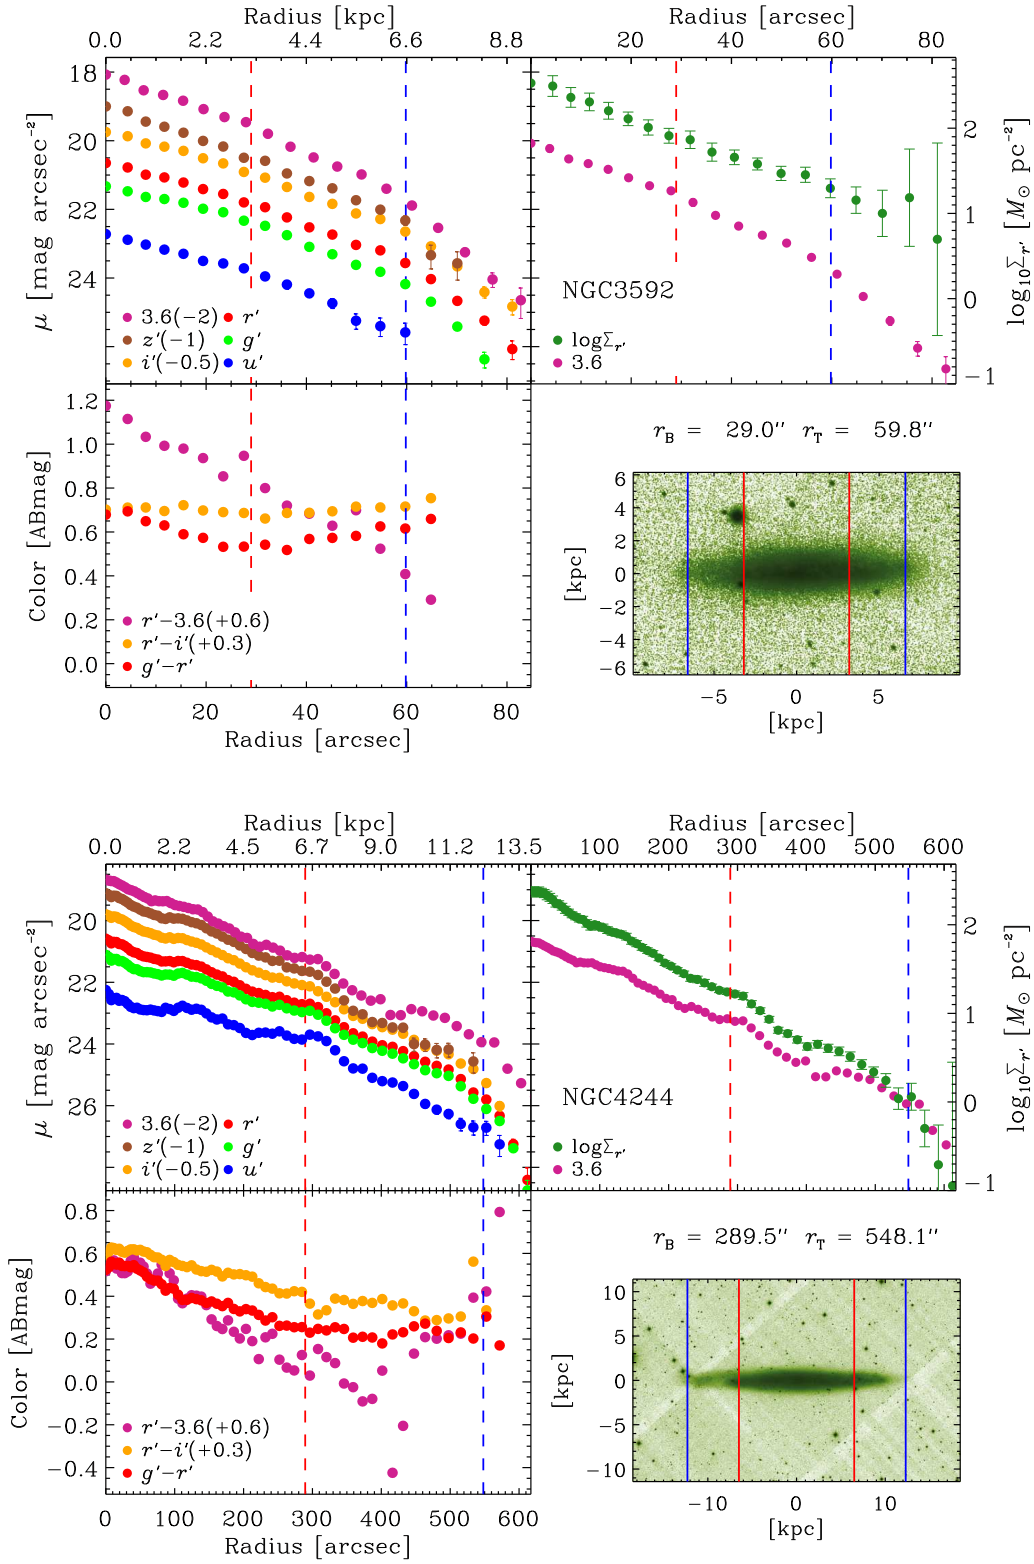 Radius [kpc] Radius [arcsec]
0.0 2.2 4.4 6.6 8.8 20 40 60 80
18
20
22
24
μ [mag arcsec⁻²]
3.6(−2) r′
z′(−1) g′
i′(−0.5) u′
NGC3592
logΣr′
3.6
2
1
0
−1
log₁₀Σr′ [M⊙ pc⁻²]
1.2
1.0
0.8
0.6
0.4
0.2
0.0
Color [ABmag]
r′−3.6(+0.6)
r′−i′(+0.3)
g′−r′
0 20 40 60 80
Radius [arcsec]
rB = 29.0″ rT = 59.8″
6
4
2
0
−2
−4
−6
[kpc]
−5 0 5
[kpc]
Radius [kpc] Radius [arcsec]
0.0 2.2 4.5 6.7 9.0 11.2 13.5 100 200 300 400 500 600
20
22
24
26
μ [mag arcsec⁻²]
3.6(−2) r′
z′(−1) g′
i′(−0.5) u′
NGC4244
logΣr′
3.6
2
1
0
−1
log₁₀Σr′ [M⊙ pc⁻²]
0.8
0.6
0.4
0.2
0.0
−0.2
−0.4
Color [ABmag]
r′−3.6(+0.6)
r′−i′(+0.3)
g′−r′
0 100 200 300 400 500 600
Radius [arcsec]
rB = 289.5″ rT = 548.1″
10
5
0
−5
−10
[kpc]
−10 0 10
[kpc]